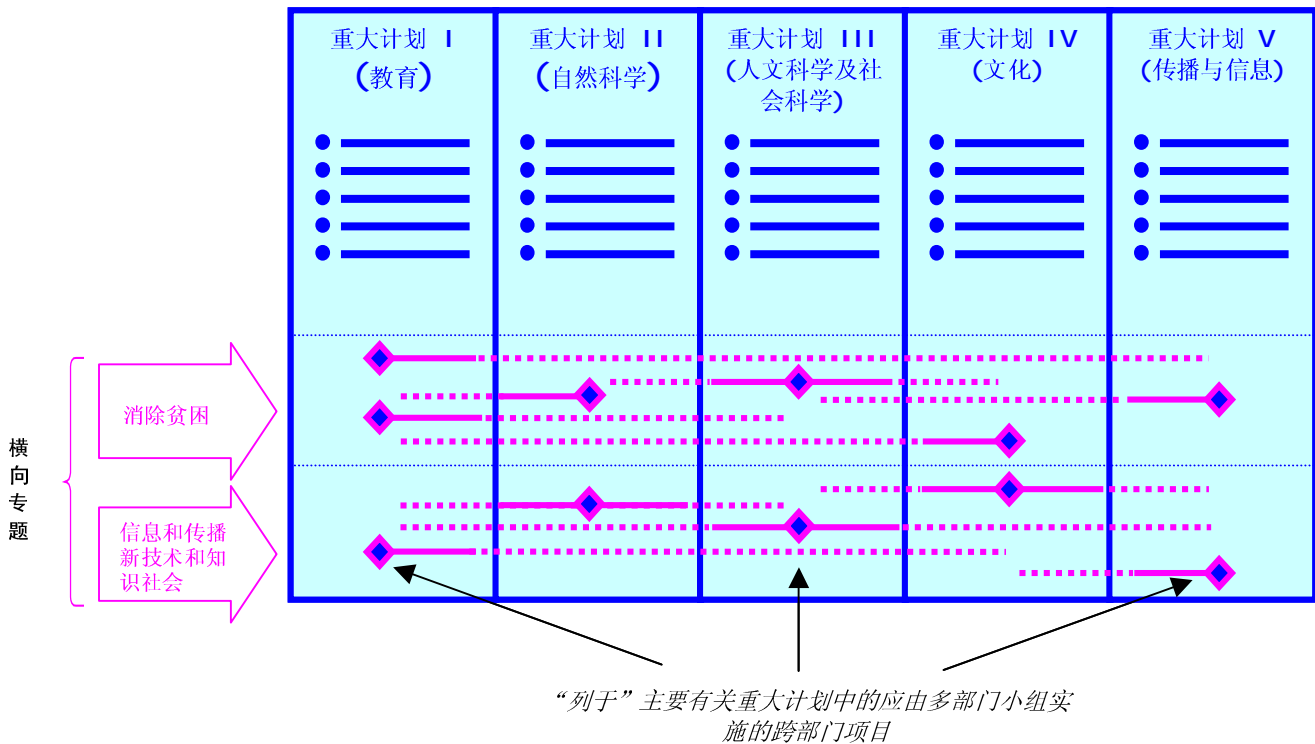 重大计划 I
(教育)
重大计划 II
(自然科学)
重大计划 III
(人文科学及社
会科学)
重大计划 IV
(文化)
重大计划 V
(传播与信息)
横向专题
消除贫困
信息和传播
新技术和知
识社会
“列于”主要有关重大计划中的应由多部门小组实
施的跨部门项目